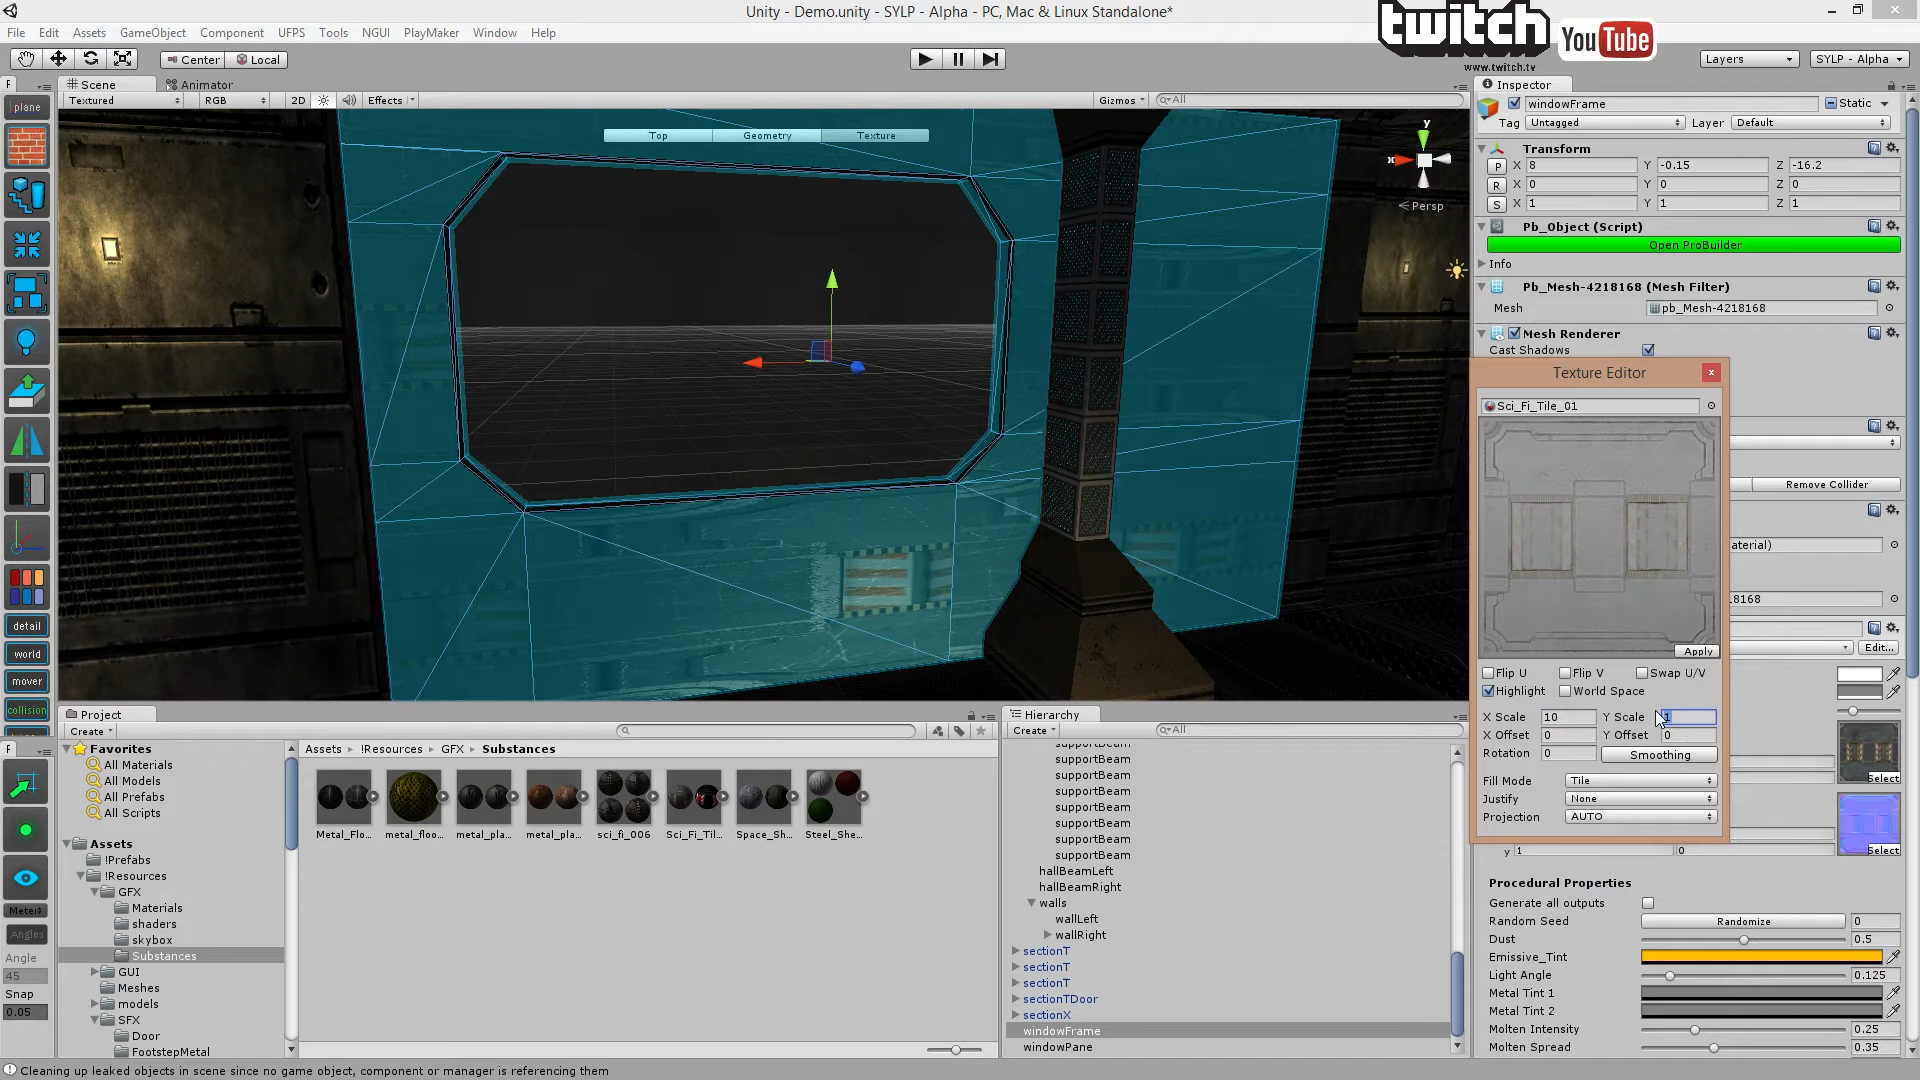 Unity - Demo.unity - SYLP - Alpha - PC, Mac & Linux Standalone*
twitch
YouTube
www.twitch.tv
File Edit Assets GameObject Component UFPS Tools NGUI PlayMaker Window Help
Center Local
Layers
SYLP - Alpha
Scene Animator
Textured RGB 2D Effects Gizmos All
Top Geometry Texture
y
x
Persp
plane
detail
world
mover
collision
Meter
Angles
Angle
45
Snap
0.05
Inspector
windowFrame Static
Tag Untagged Layer Default
Transform
P X 8 Y -0.15 Z -16.2
R X 0 Y 0 Z 0
S X 1 Y 1 Z 1
Pb_Object (Script)
Open ProBuilder
Info
Pb_Mesh-4218168 (Mesh Filter)
Mesh pb_Mesh-4218168
Mesh Renderer
Cast Shadows
Texture Editor
Sci_Fi_Tile_01
Apply
Flip U Flip V Swap U/V
Highlight World Space
X Scale 10 Y Scale 1
X Offset 0 Y Offset 0
Rotation 0 Smoothing
Fill Mode Tile
Justify None
Projection AUTO
Remove Collider
aterial)
8168
Edit...
Select
Select
y 1 0
Procedural Properties
Generate all outputs
Random Seed Randomize 0
Dust 0.5
Emissive_Tint
Light Angle 0.125
Metal Tint 1
Metal Tint 2
Molten Intensity 0.25
Molten Spread 0.35
Project
Create
Favorites
All Materials
All Models
All Prefabs
All Scripts
Assets
!Prefabs
!Resources
GFX
Materials
shaders
skybox
Substances
GUI
Meshes
models
SFX
Door
FootstepMetal
Assets !Resources GFX Substances
Metal_Flo... metal_floo... metal_pla... metal_pla... sci_fi_006 Sci_Fi_Til... Space_Sh... Steel_She...
Hierarchy
Create All
supportBeam
supportBeam
supportBeam
supportBeam
supportBeam
supportBeam
supportBeam
supportBeam
hallBeamLeft
hallBeamRight
walls
wallLeft
wallRight
sectionT
sectionT
sectionT
sectionTDoor
sectionX
windowFrame
windowPane
Cleaning up leaked objects in scene since no game object, component or manager is referencing them